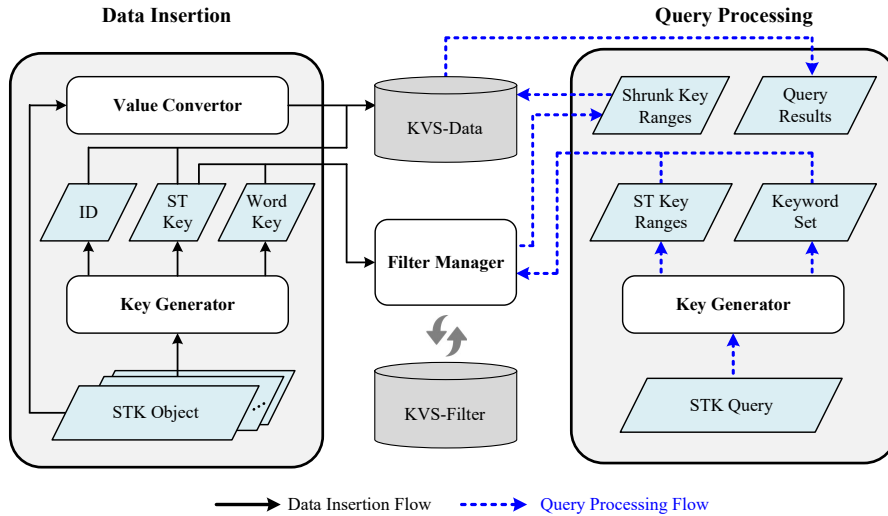 Data Insertion
Query Processing
Value Convertor
KVS-Data
Shrunk Key
Ranges
Query
Results
ID
ST
Key
Word
Key
Filter Manager
ST Key
Ranges
Keyword
Set
Key Generator
Key Generator
STK Object
...
KVS-Filter
STK Query
Data Insertion Flow
Query Processing Flow